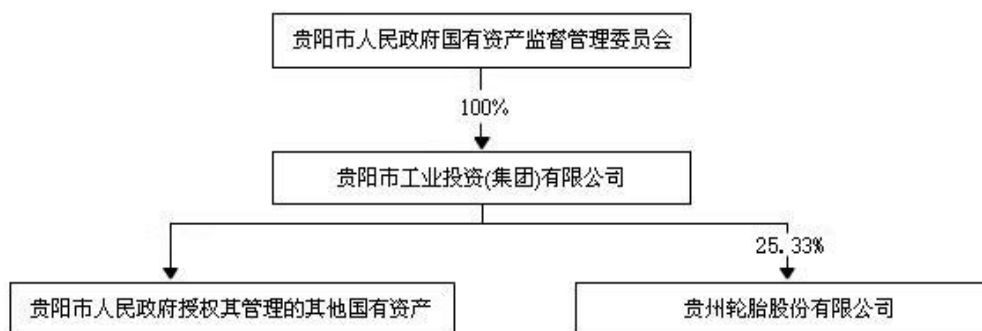 贵阳市人民政府国有资产监督管理委员会
100%
贵阳市工业投资(集团)有限公司
25.33%
贵阳市人民政府授权其管理的其他国有资产
贵州轮胎股份有限公司